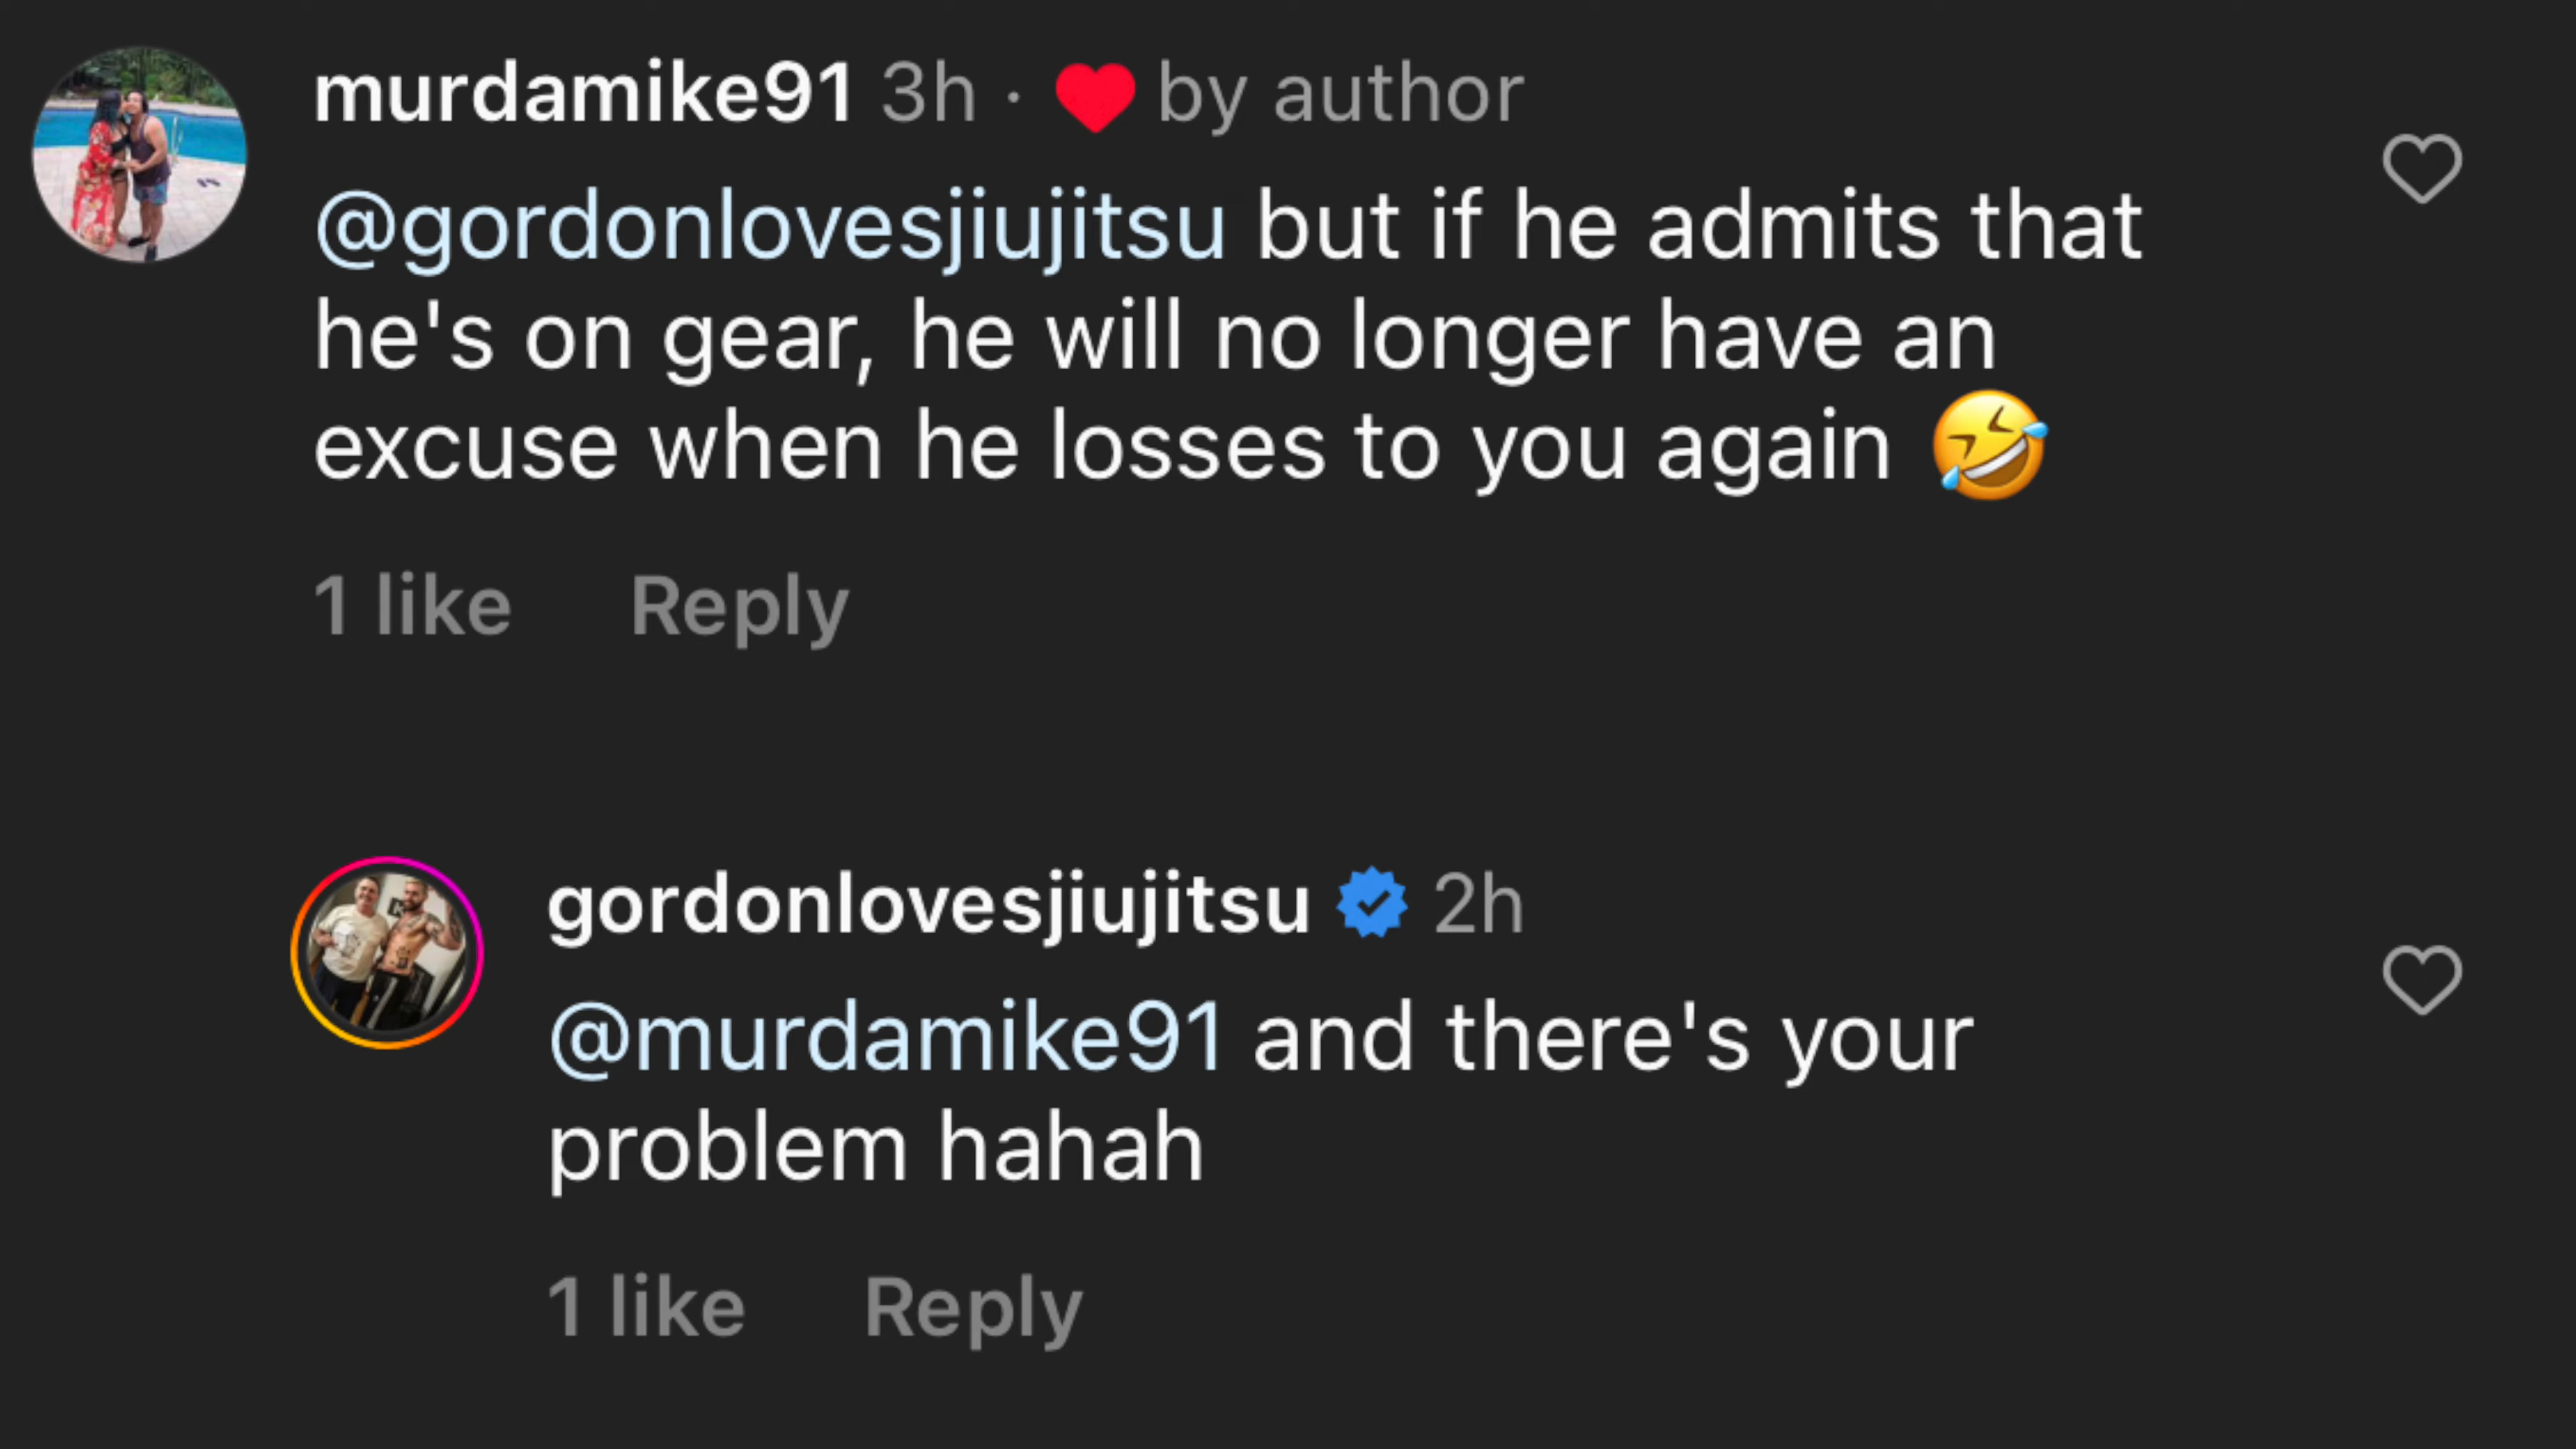 murdamike91 3h · ❤️ by author
@gordonlovesjiujitsu but if he admits that
he's on gear, he will no longer have an
excuse when he losses to you again 🤣
1 like Reply
gordonlovesjiujitsu 2h
@murdamike91 and there's your
problem hahah
1 like Reply